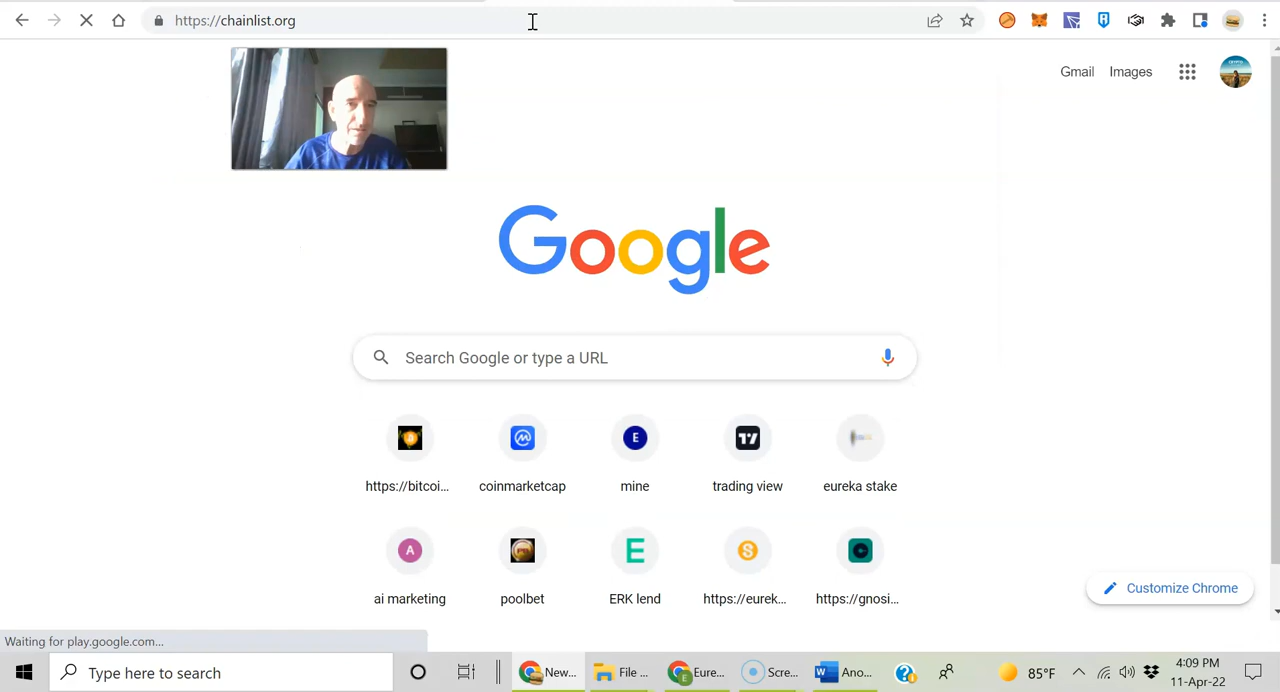 https://chainlist.org
Gmail Images
Google
Search Google or type a URL
E
https://bitcoi... coinmarketcap mine trading view eureka stake
A E S
ai marketing poolbet ERK lend https://eurek... https://gnosi...
Customize Chrome
Waiting for play.google.com...
Type here to search New... File ... Eure... Scre... Ano... 85°F 4:09 PM
11-Apr-22